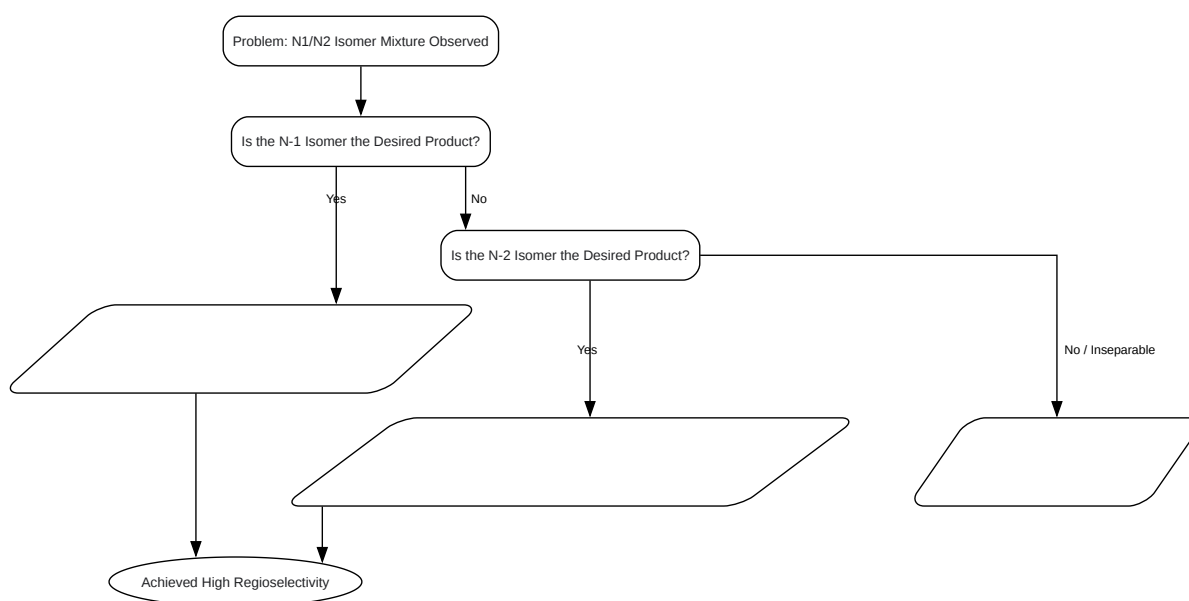 Problem: N1/N2 Isomer Mixture Observed
Is the N-1 Isomer the Desired Product?
Yes
No
Is the N-2 Isomer the Desired Product?
Yes
No / Inseparable
Achieved High Regioselectivity